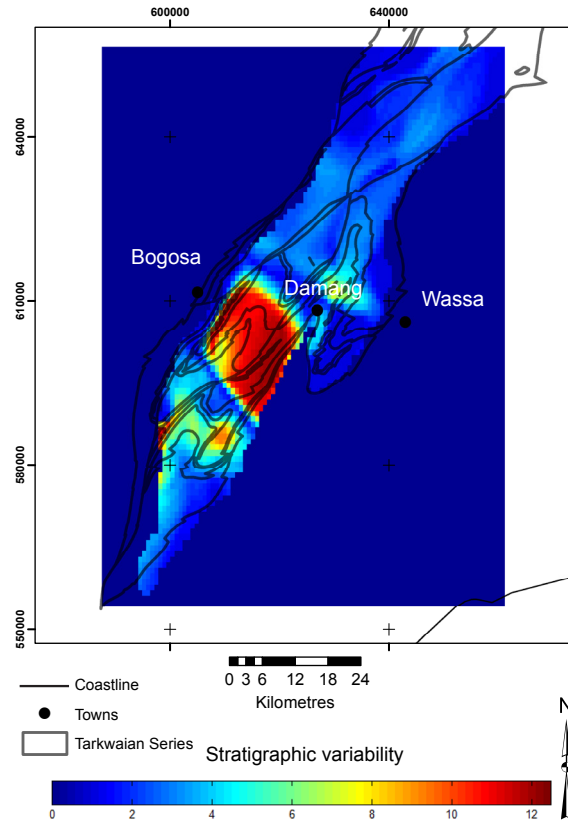 600000 640000
640000
Bogosa
Damang
Wassa
610000
580000
550000
0 3 6 12 18 24
Kilometres
Coastline
Towns
Tarkwaian Series
N
Stratigraphic variability
0 2 4 6 8 10 12